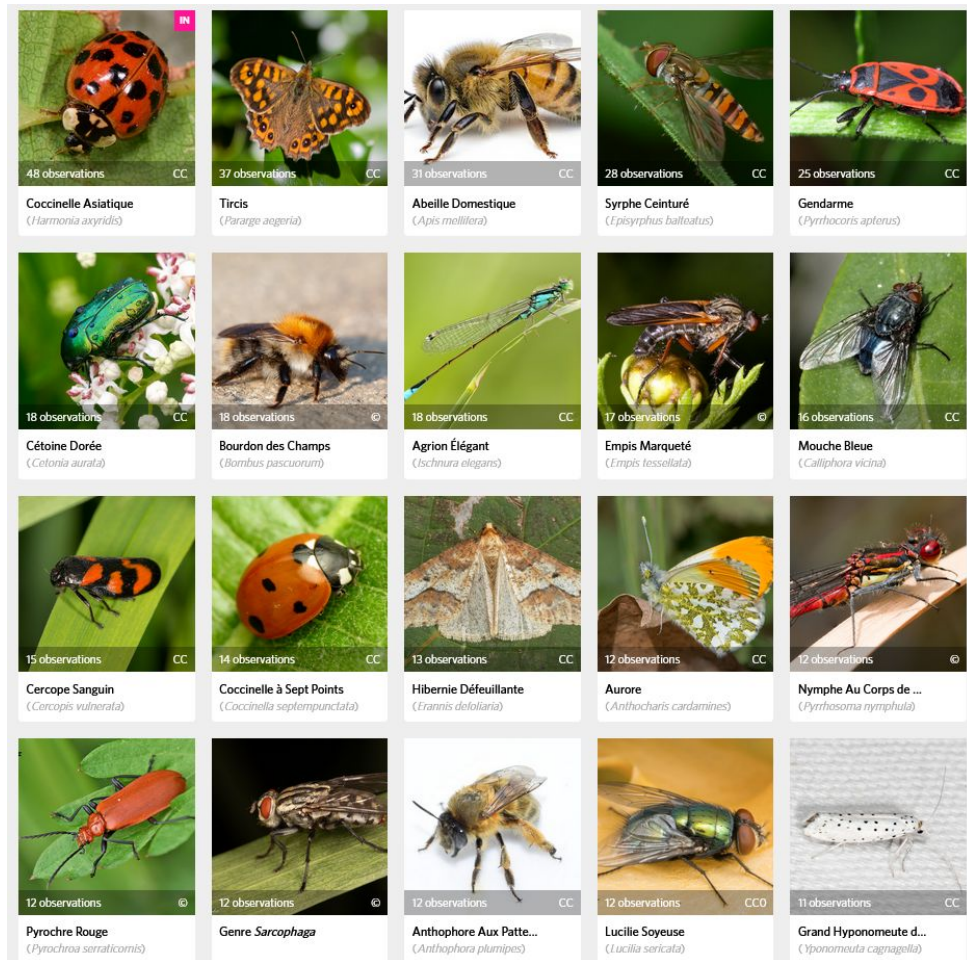 IN
48 observations CC
37 observations CC
31 observations CC
28 observations CC
25 observations
Coccinelle Asiatique
(Harmonia axyridis)
Tircis
(Pararge aegeria)
Abeille Domestique
(Apis mellifera)
Syrphe Ceinturé
(Episyrphus balteatus)
Gendarme
(Pyrrhocoris apterus)
18 observations CC
18 observations ©
18 observations CC
17 observations ©
16 observations CC
Cétoine Dorée
(Cetonia aurata)
Bourdon des Champs
(Bombus pascuorum)
Agrion Élégant
(Ischnura elegans)
Empis Marqueté
(Empis tessellata)
Mouche Bleue
(Calliphora vicina)
15 observations CC
14 observations CC
13 observations CC
12 observations CC
12 observations ©
Cercope Sanguin
(Cercopis vulnerata)
Coccinelle à Sept Points
(Coccinella septempunctata)
Hibernie Défeuillante
(Erannis defoliaria)
Aurore
(Anthocharis cardamines)
Nymphe Au Corps de ...
(Pyrrhosoma nymphula)
12 observations ©
12 observations ©
12 observations CC
12 observations CC0
11 observations CC
Pyrochre Rouge
(Pyrochroa serraticornis)
Genre Sarcophaga
Anthophore Aux Patte...
(Anthophora plumipes)
Lucilie Soyeuse
(Lucilia sericata)
Grand Hyponomeute d...
(Yponomeuta cagnagella)